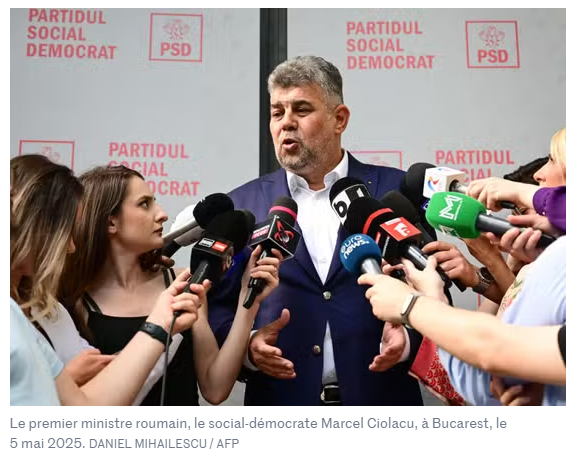 PARTIDUL
SOCIAL
DEMOCRAT
PSD
PARTIDUL
SOCIAL
DEMOCRAT
PSD
PARTIDUL
SOCIAL
DEMOCRAT
PARTIDUL
SOCIAL
DEMOCRAT
euro
news.
M
Le premier ministre roumain, le social-démocrate Marcel Ciolacu, à Bucarest, le
5 mai 2025. DANIEL MIHAILESCU / AFP